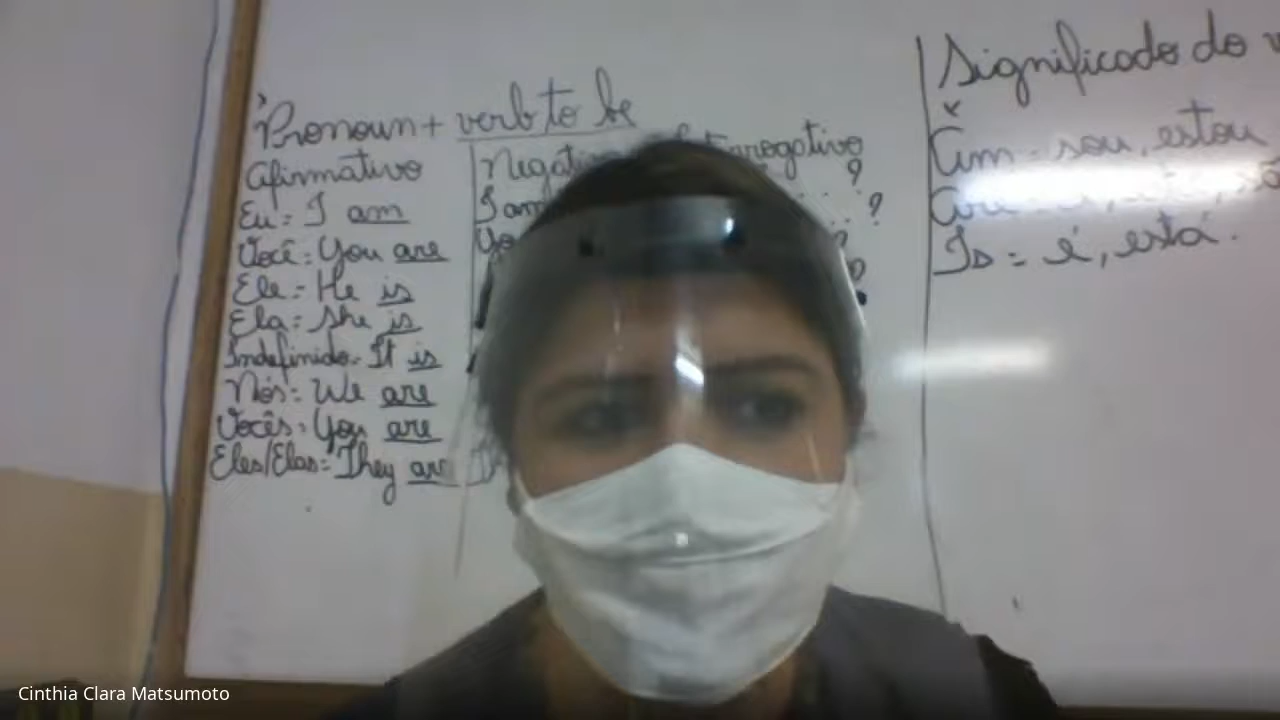 Pronoun + verb to be
Afirmativo
Eu = I am
Você = You are
Ele = He is
Ela = She is
Indefinido = It is
Nós = We are
Vocês = You are
Eles/Elas = They are
I am
?
?
Significado do
Am = sou, estou
Is = é, está.
Cinthia Clara Matsumoto